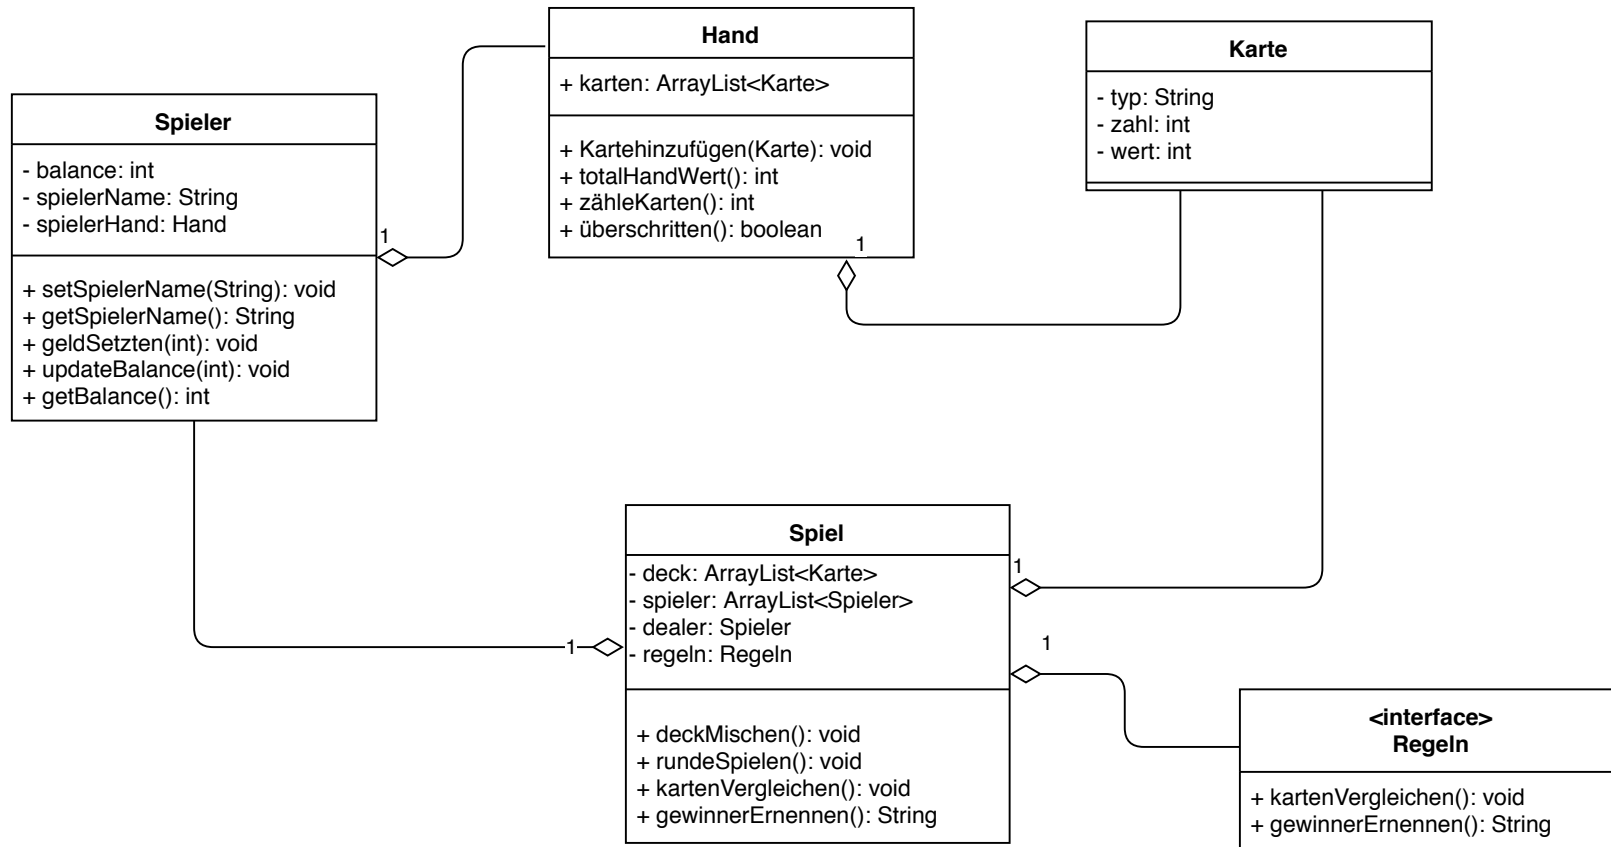 Hand
+ karten: ArrayList<Karte>
+ Kartehinzufügen(Karte): void
+ totalHandWert(): int
+ zähleKarten(): int
+ überschritten(): boolean
1
Karte
- typ: String
- zahl: int
- wert: int
Spieler
- balance: int
- spielerName: String
- spielerHand: Hand
1
+ setSpielerName(String): void
+ getSpielerName(): String
+ geldSetzten(int): void
+ updateBalance(int): void
+ getBalance(): int
Spiel
- deck: ArrayList<Karte>
- spieler: ArrayList<Spieler>
- dealer: Spieler
- regeln: Regeln
1
1
1
+ deckMischen(): void
+ rundeSpielen(): void
+ kartenVergleichen(): void
+ gewinnerErnennen(): String
<interface>
Regeln
+ kartenVergleichen(): void
+ gewinnerErnennen(): String